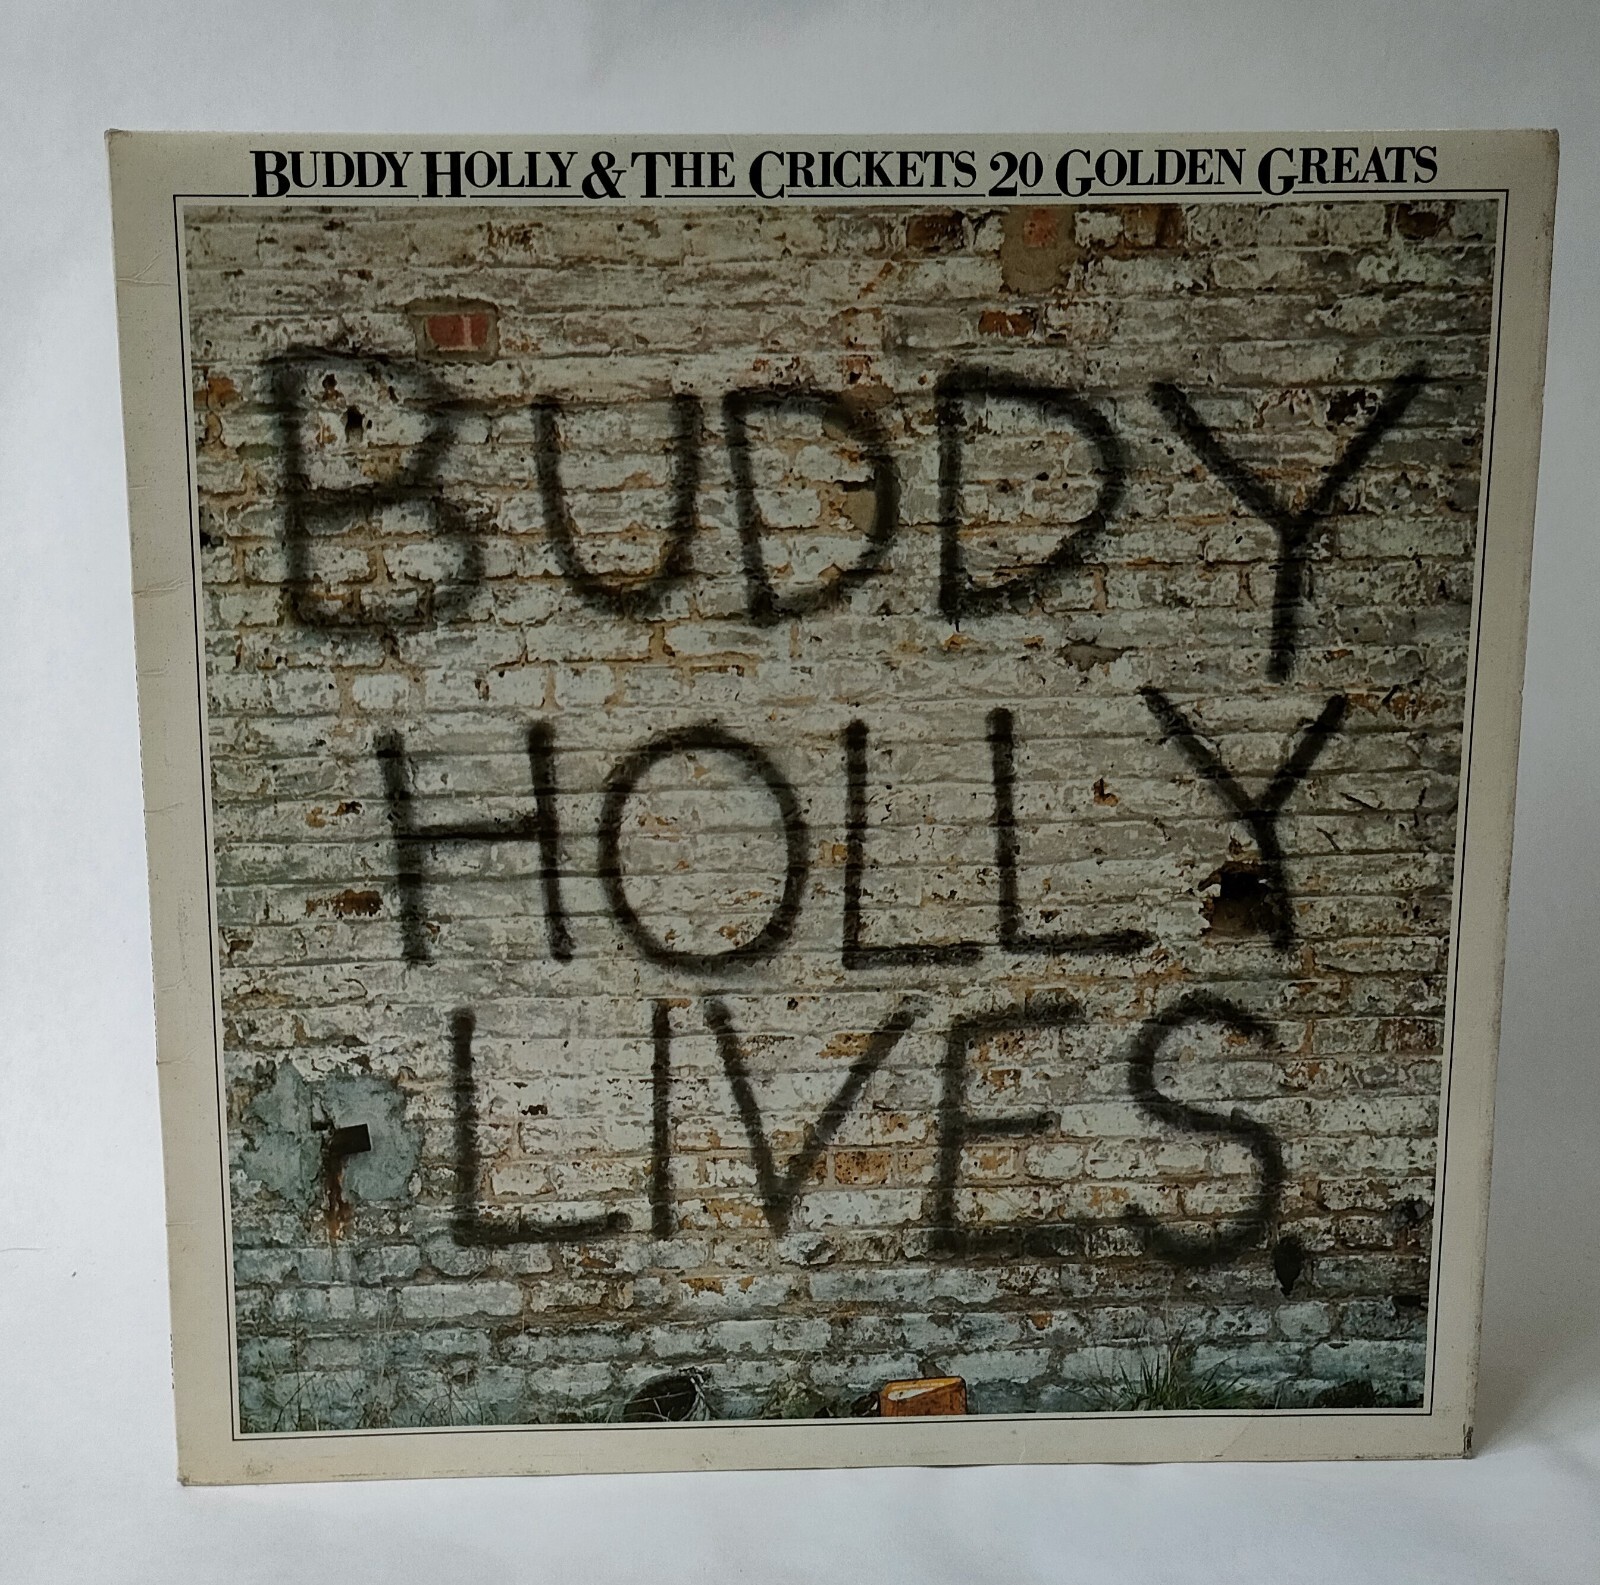 BUDDY HOLLY & THE CRICKETS 20 GOLDEN GREATS
BUDDY
HOLLY
LIVES.